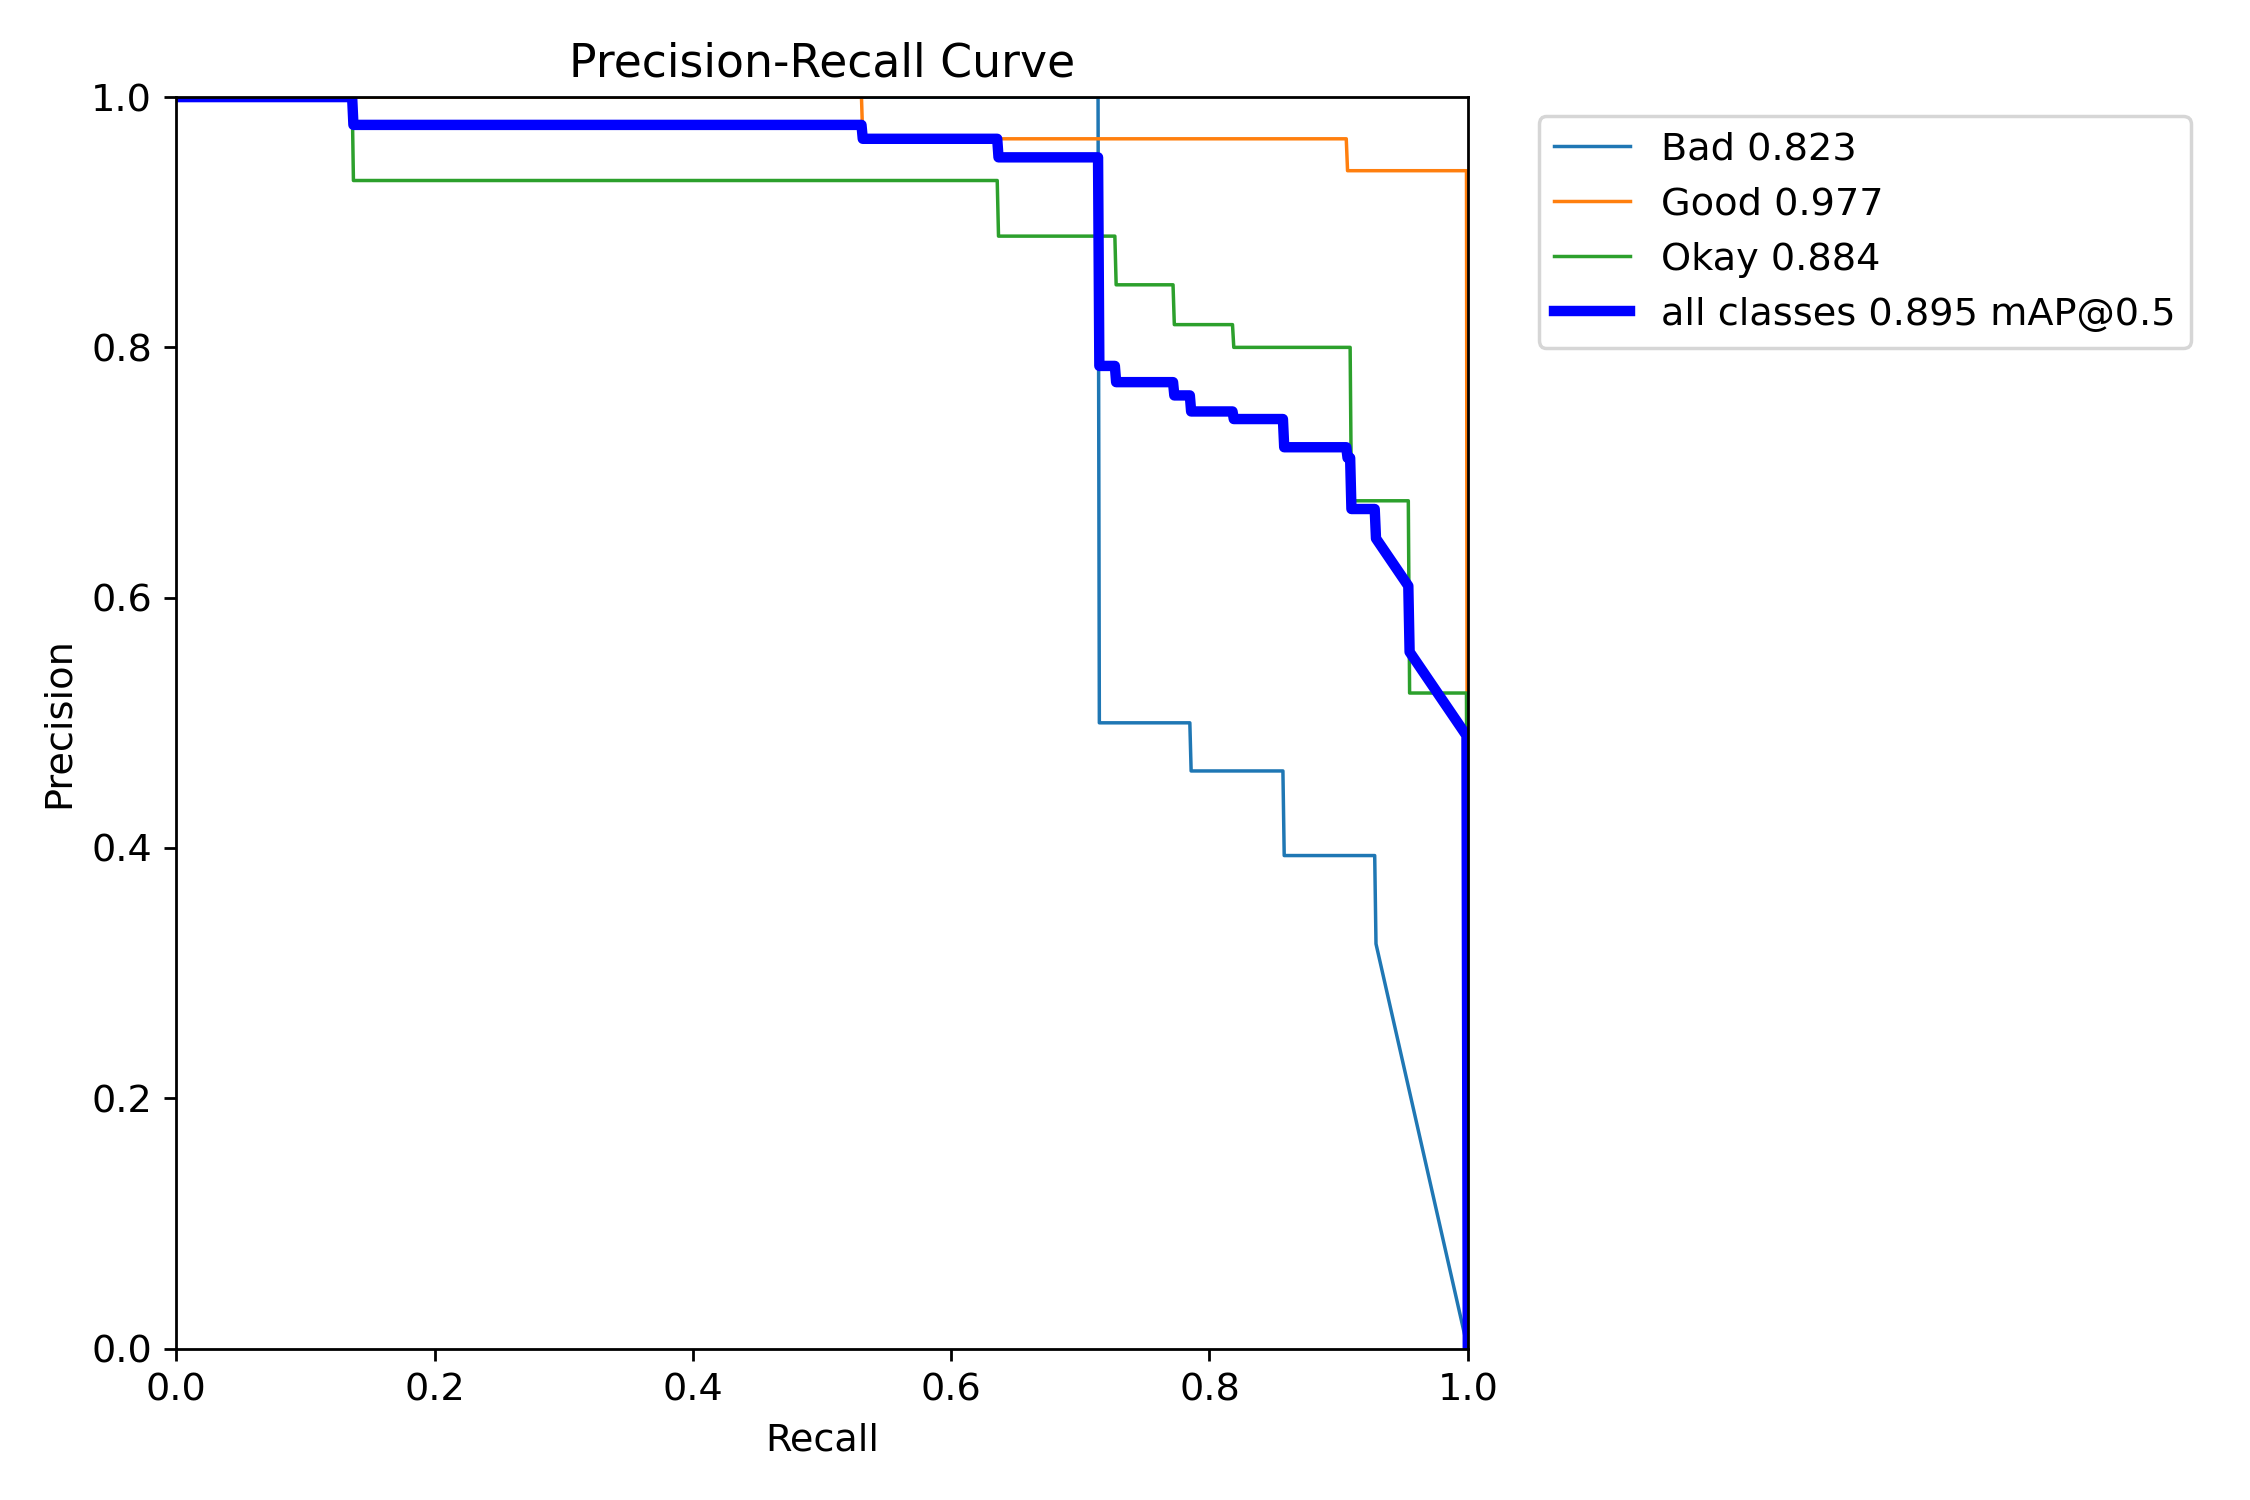 Precision-Recall Curve
1.0
0.8
0.6
0.4
0.2
0.0
Precision
0.0 0.2 0.4 0.6 0.8 1.0
Recall
Bad 0.823
Good 0.977
Okay 0.884
all classes 0.895 mAP@0.5